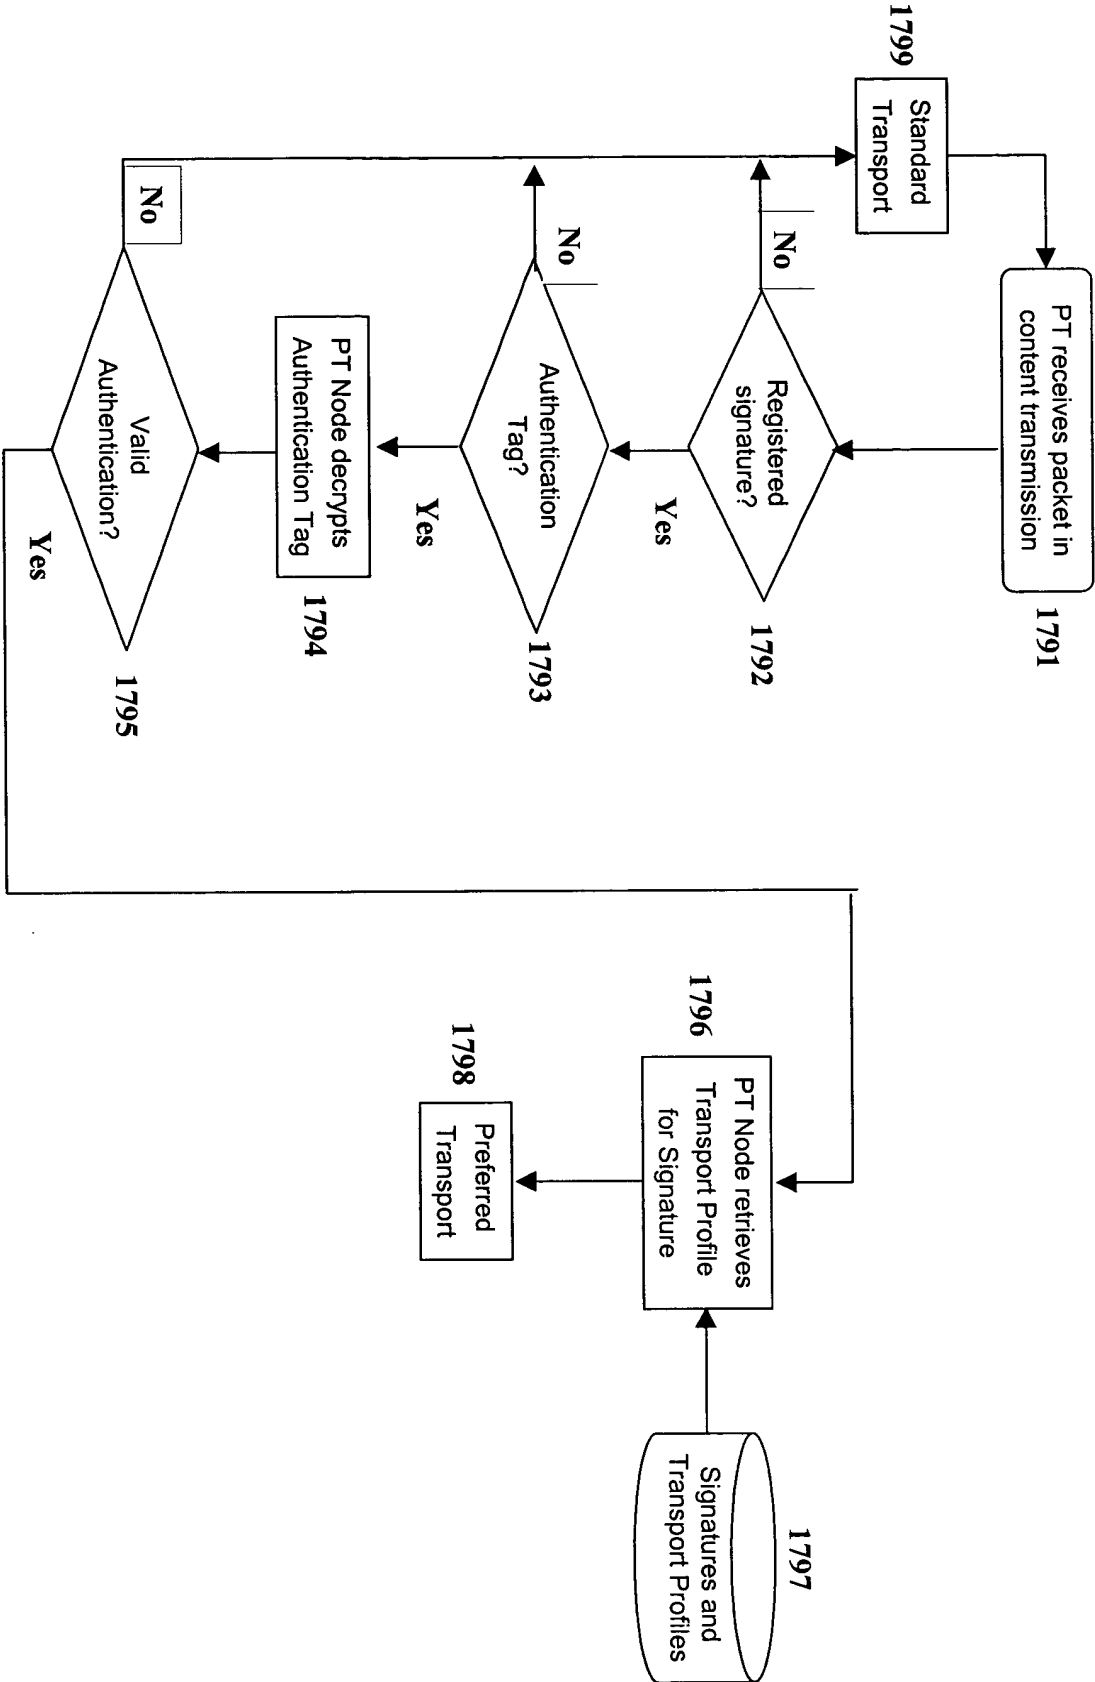 1799
Standard
Transport
PT receives packet in
content transmission
1791
No
Registered
signature?
1792
Yes
No
Authentication
Tag?
1793
Yes
PT Node decrypts
Authentication Tag
1794
No
Valid
Authentication?
1795
Yes
1796
PT Node retrieves
Transport Profile
for Signature
1797
Signatures and
Transport Profiles
1798
Preferred
Transport